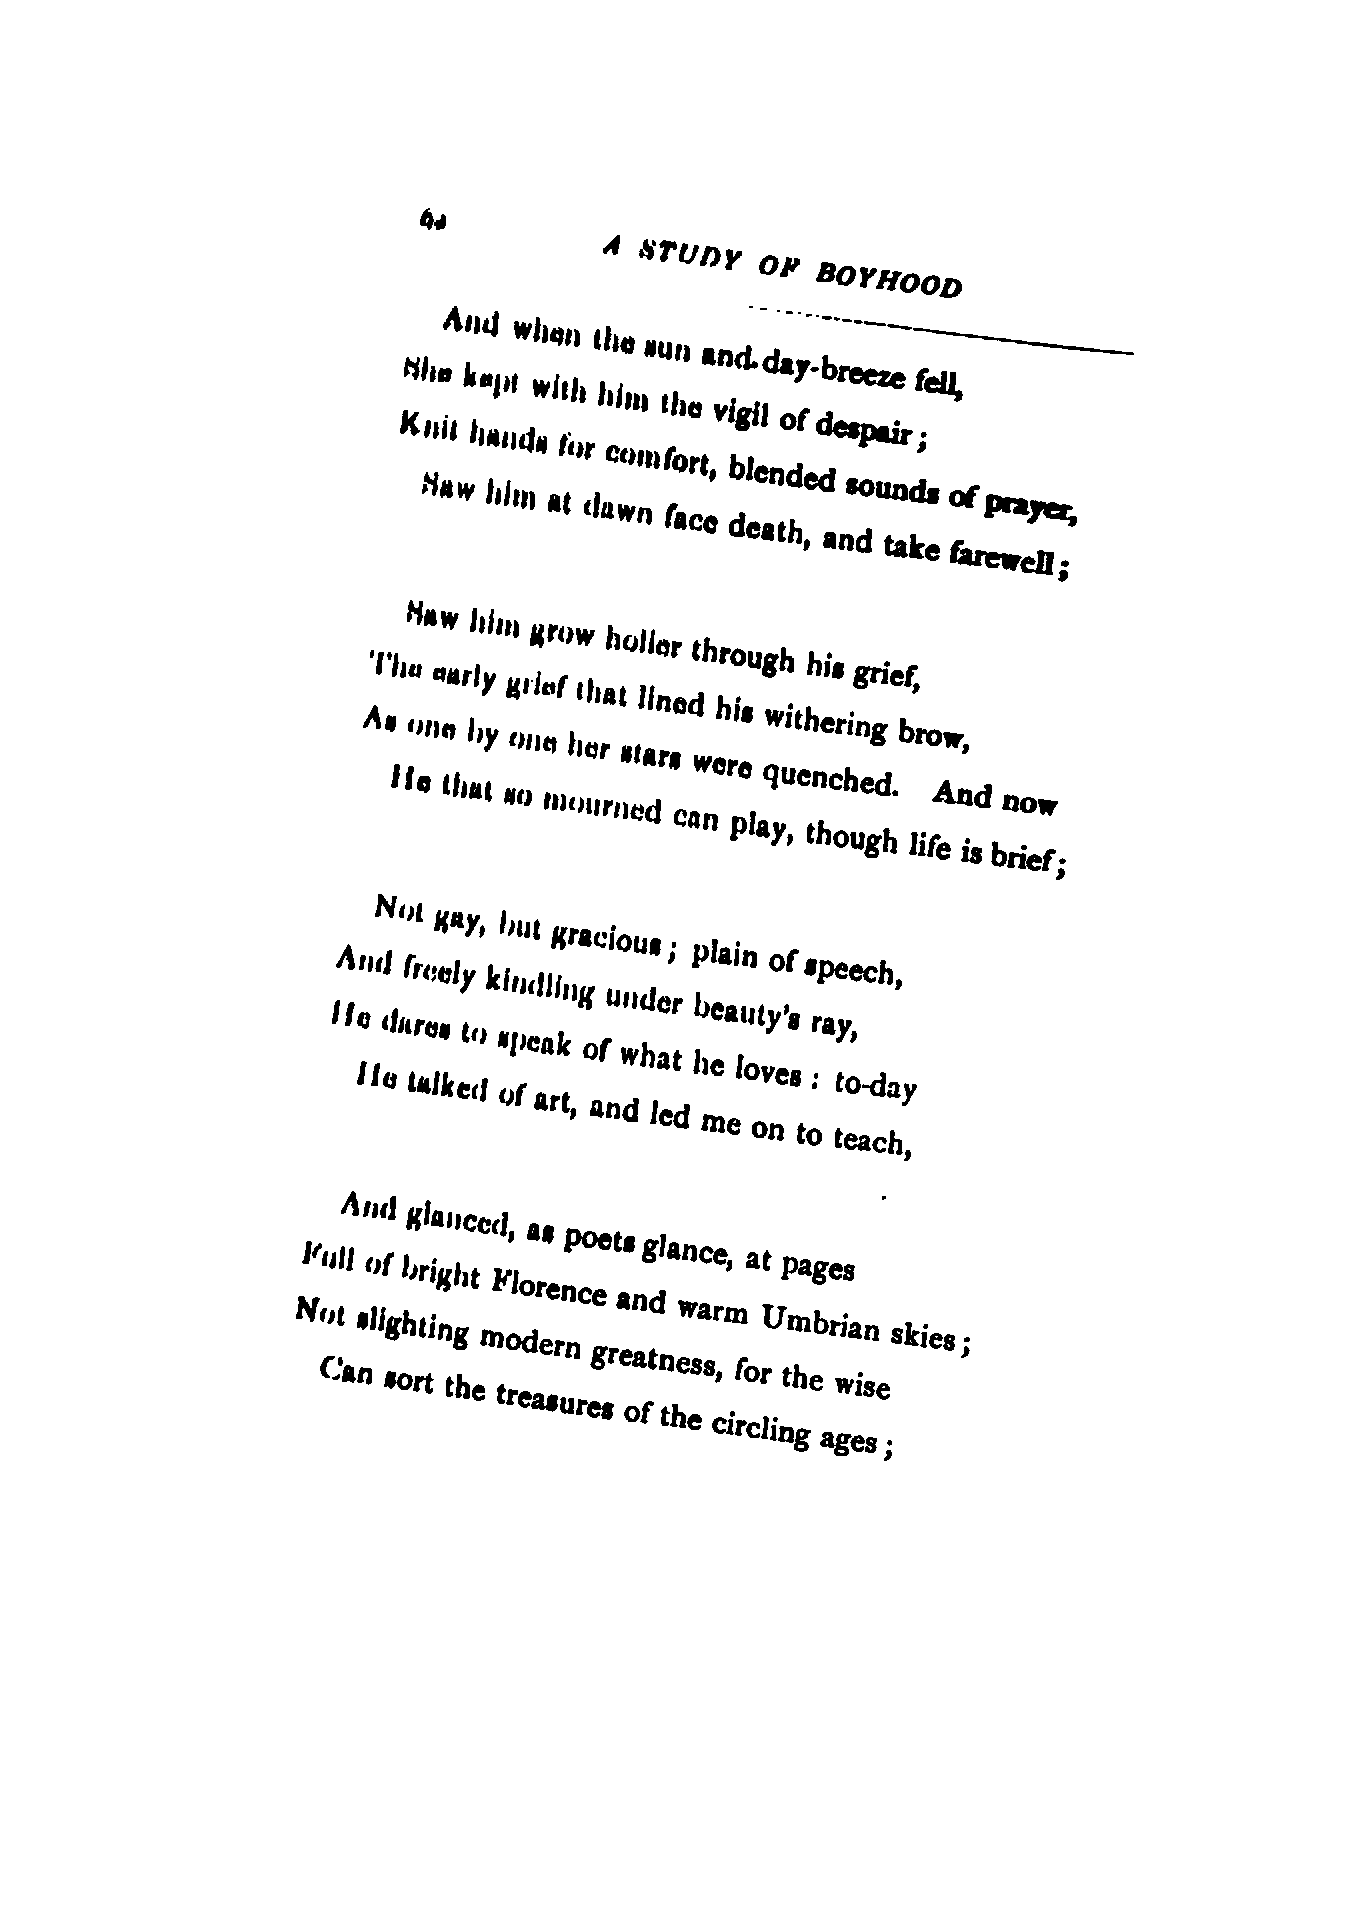 A STUDY OF BOYHOOD
And when the sun and day-breeze fell,
She kept with him the vigil of despair;
Knit hands for comfort, blended sounds of prayer,
Saw him at dawn face death, and take farewell;
Saw him grow holier through his grief,
The early grief that lined his withering brow,
As one by one her stars were quenched. And now
He that so mourned can play, though life is brief;
Not gay, but gracious; plain of speech,
And freely kindling under beauty's ray,
He dares to speak of what he loves: to-day
He talked of art, and led me on to teach,
And glanced, as poets glance, at pages
Full of bright Florence and warm Umbrian skies;
Not slighting modern greatness, for the wise
Can sort the treasures of the circling ages;